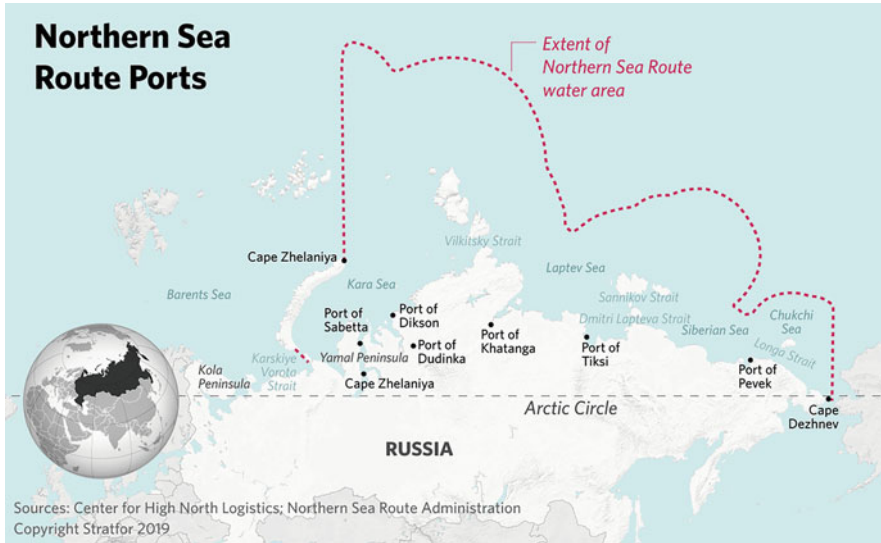 Northern Sea
Route Ports
Extent of
Northern Sea Route
water area
Cape Zhelaniya
Vilkitsky Strait
Barents Sea
Kara Sea
Laptev Sea
Sannikov Strait
Dmitri Lapteva Strait
Siberian Sea
Chukchi
Sea
Longa Strait
Port of
Sabetta
Port of
Dikson
Port of
Dudinka
Port of
Khatanga
Port of
Tiksi
Port of
Pevek
Yamal Peninsula
Kola
Peninsula
Karskiye
Vorota
Strait
Cape Zhelaniya
Arctic Circle
Cape
Dezhnev
RUSSIA
Sources: Center for High North Logistics; Northern Sea Route Administration
Copyright Stratfor 2019